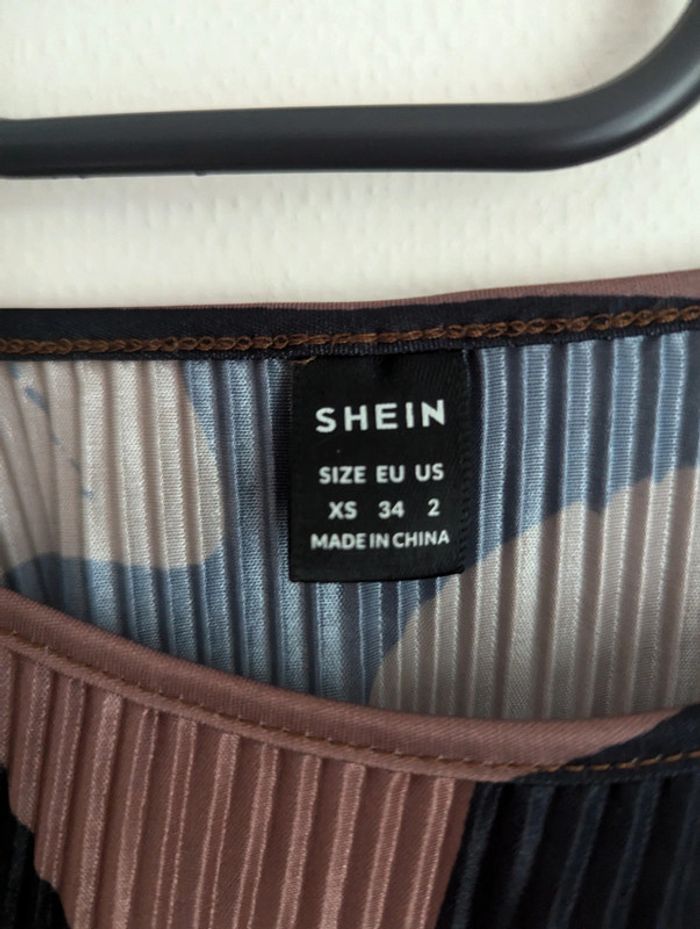 SHEIN
SIZE EU US
XS 34 2
MADE IN CHINA